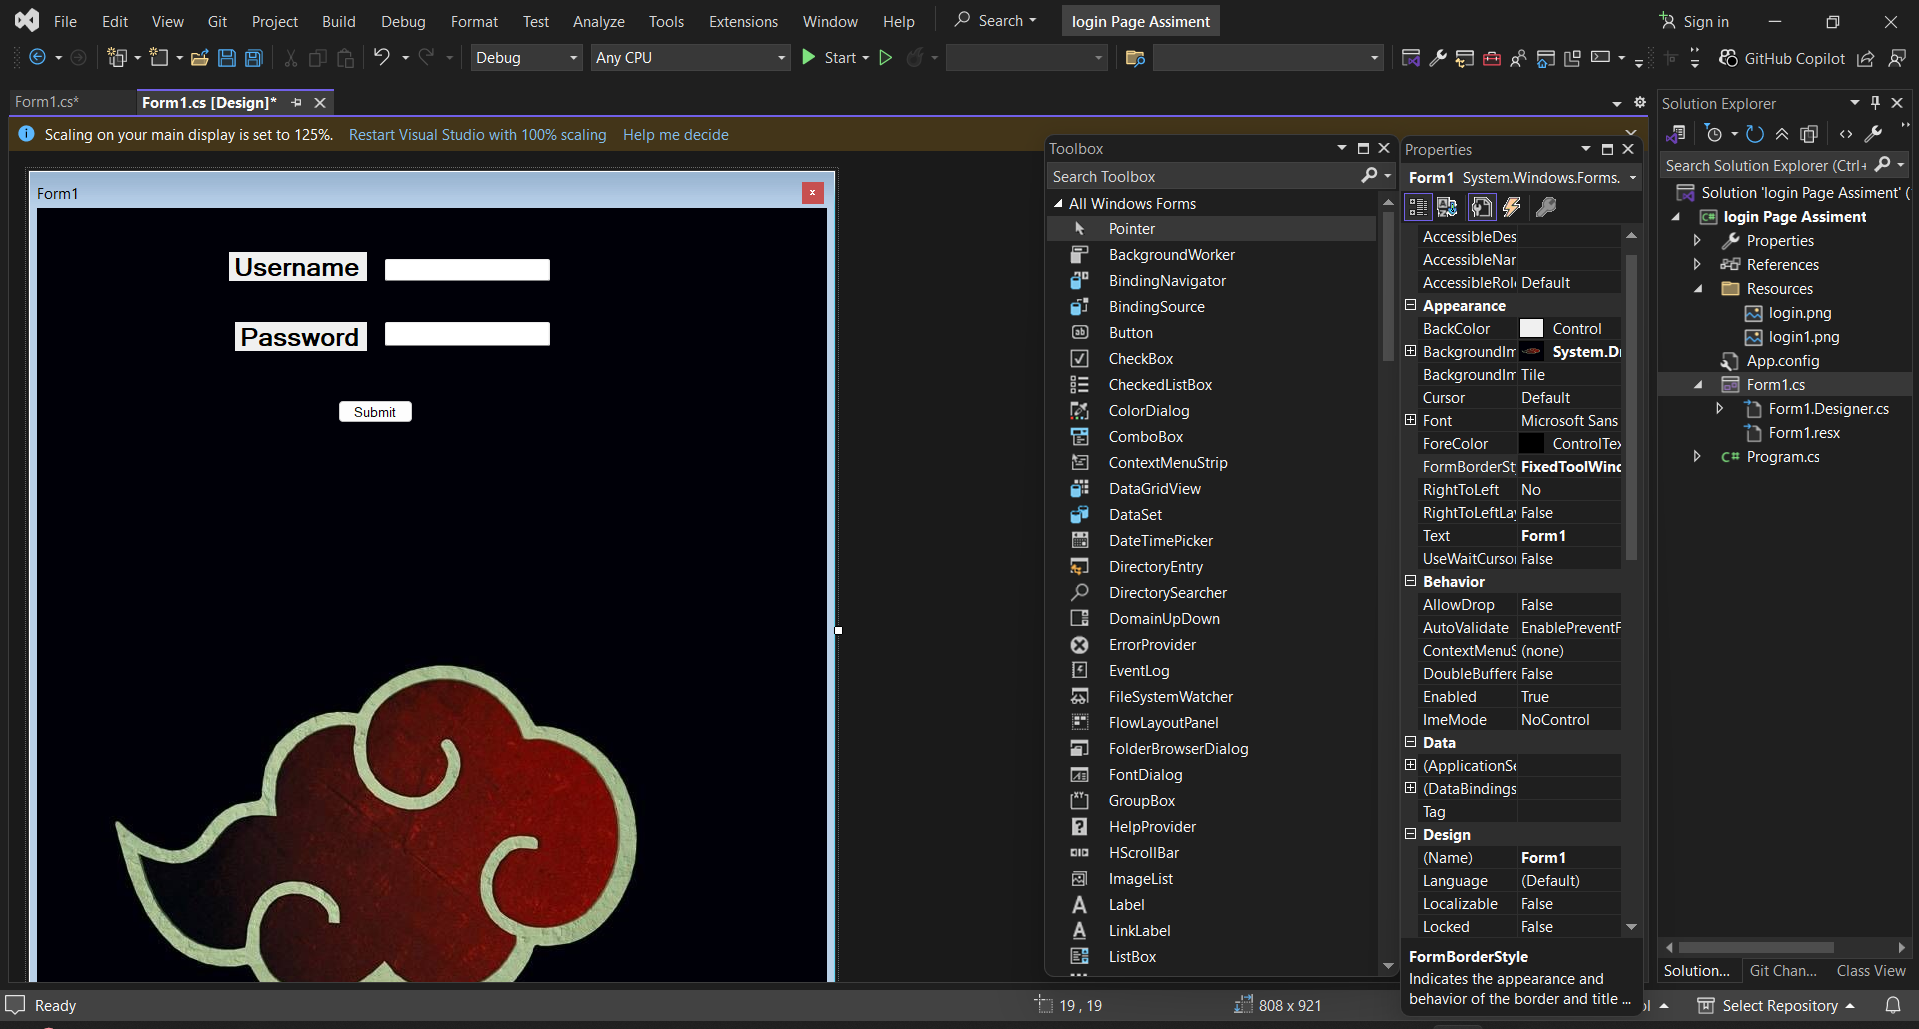 File Edit View Git Project Build Debug Format Test Analyze Tools Extensions Window Help Search login Page Assiment Sign in
Debug Any CPU Start GitHub Copilot
Form1.cs* Form1.cs [Design]*
Scaling on your main display is set to 125%. Restart Visual Studio with 100% scaling Help me decide
Form1
Username
Password
Submit
Toolbox
Search Toolbox
All Windows Forms
Pointer
BackgroundWorker
BindingNavigator
BindingSource
Button
CheckBox
CheckedListBox
ColorDialog
ComboBox
ContextMenuStrip
DataGridView
DataSet
DateTimePicker
DirectoryEntry
DirectorySearcher
DomainUpDown
ErrorProvider
EventLog
FileSystemWatcher
FlowLayoutPanel
FolderBrowserDialog
FontDialog
GroupBox
HelpProvider
HScrollBar
ImageList
Label
LinkLabel
ListBox
Properties
Form1 System.Windows.Forms.
AccessibleDes
AccessibleNar
AccessibleRol Default
Appearance
BackColor Control
BackgroundIm System.Dr
BackgroundIm Tile
Cursor Default
Font Microsoft Sans
ForeColor ControlTex
FormBorderSt FixedToolWind
RightToLeft No
RightToLeftLay False
Text Form1
UseWaitCursor False
Behavior
AllowDrop False
AutoValidate EnablePreventF
ContextMenuS (none)
DoubleBuffere False
Enabled True
ImeMode NoControl
Data
(ApplicationSe
(DataBindings
Tag
Design
(Name) Form1
Language (Default)
Localizable False
Locked False
FormBorderStyle
Indicates the appearance and
behavior of the border and title ...
Solution Explorer
Search Solution Explorer (Ctrl+
Solution 'login Page Assiment' (
login Page Assiment
Properties
References
Resources
login.png
login1.png
App.config
Form1.cs
Form1.Designer.cs
Form1.resx
C# Program.cs
Solution... Git Chan... Class View
Ready 19 , 19 808 x 921 Select Repository